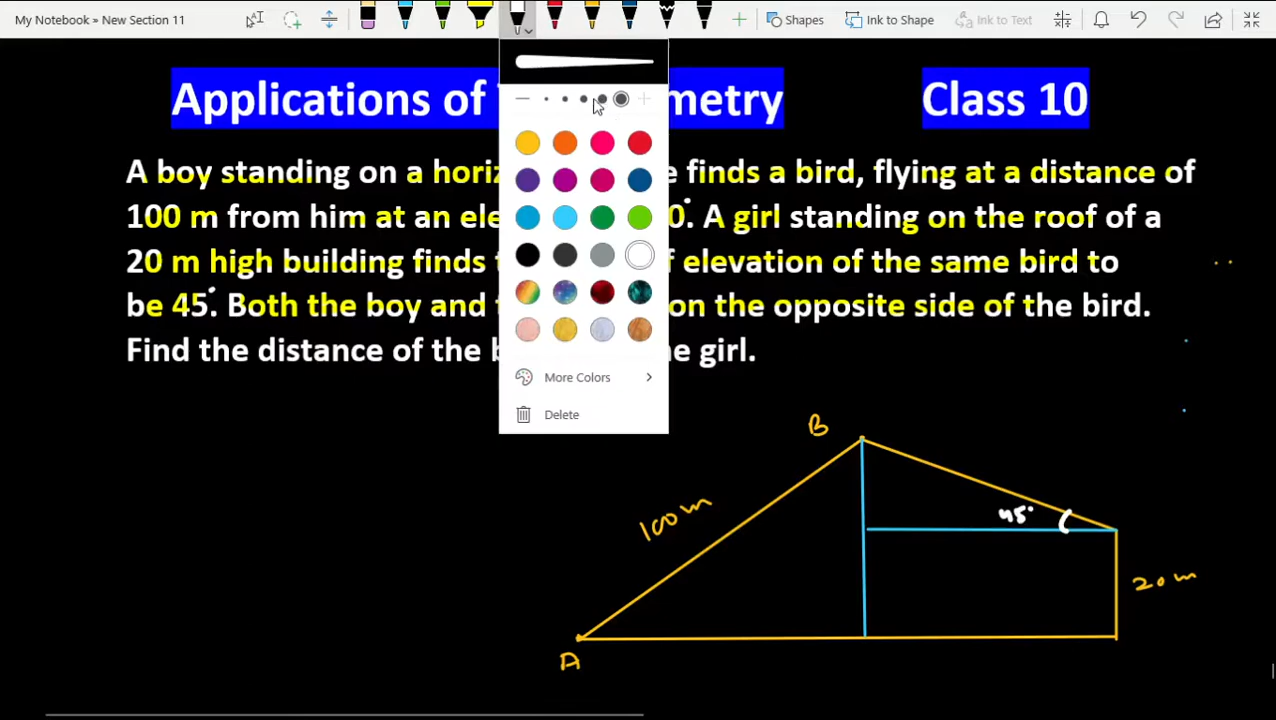 My Notebook » New Section 11
Shapes
Ink to Shape
Ink to Text
Applications of metry Class 10
A boy standing on a horiz e finds a bird, flying at a distance of
100 m from him at an ele 0°. A girl standing on the roof of a
20 m high building finds t f elevation of the same bird to
be 45°. Both the boy and t on the opposite side of the bird.
Find the distance of the b e girl.
More Colors
Delete
B
100m
45°
20m
A